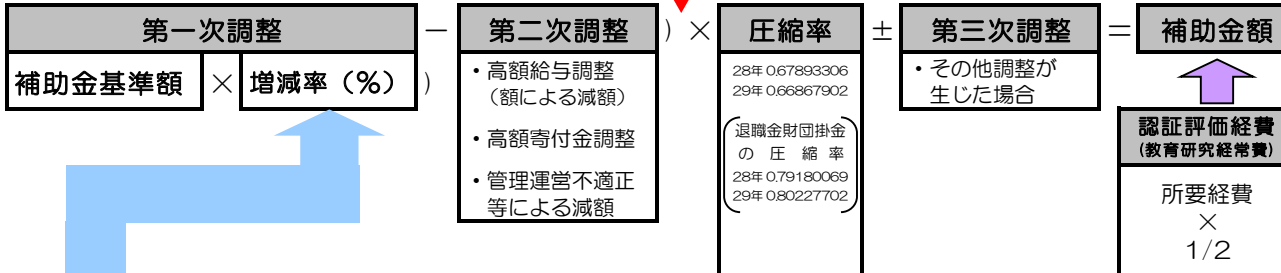 第一次調整
－
第二次調整
）
×
圧縮率
±
第三次調整
＝
補助金額
補助金基準額
×
増減率（％）
）
・高額給与調整
（額による減額）
・高額寄付金調整
・管理運営不適正
等による減額
28年 0.67893306
29年 0.66867902
退職金財団掛金
の圧縮率
28年 0.79180069
29年 0.80227702
・その他調整が
生じた場合
認証評価経費
(教育研究経常費)
所要経費
×
1/2